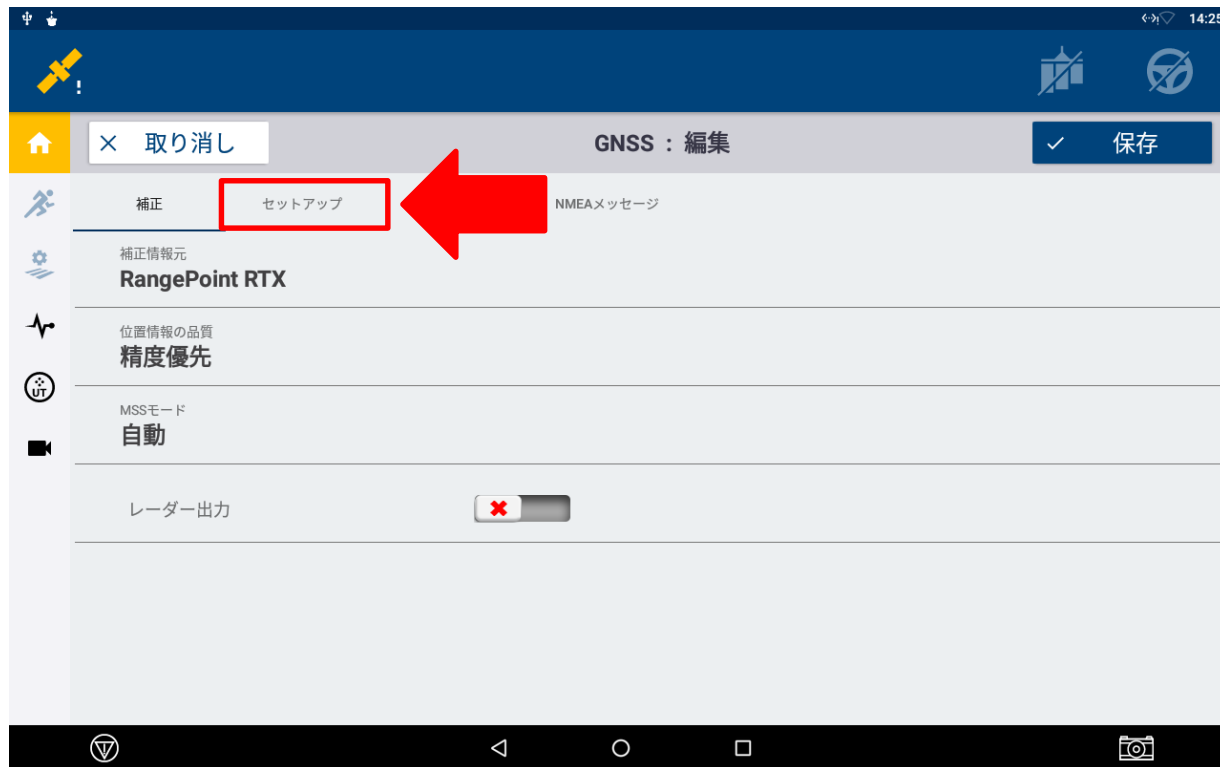 14:25
!
取り消し
GNSS : 編集
保存
補正
セットアップ
NMEAメッセージ
補正情報元
RangePoint RTX
位置情報の品質
精度優先
UT
MSSモード
自動
レーダー出力